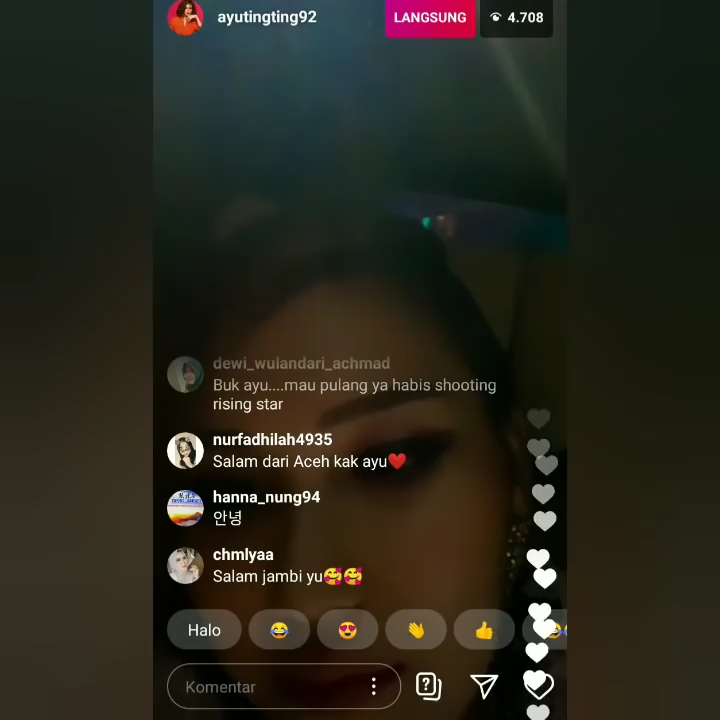 ayutingting92
LANGSUNG
4.708
dewi_wulandari_achmad
Buk ayu....mau pulang ya habis shooting
rising star
nurfadhilah4935
Salam dari Aceh kak ayu❤️
hanna_nung94
안녕
chmlyaa
Salam jambi yu🥰🥰
Halo 😂 😍 👋 👍 😂
Komentar